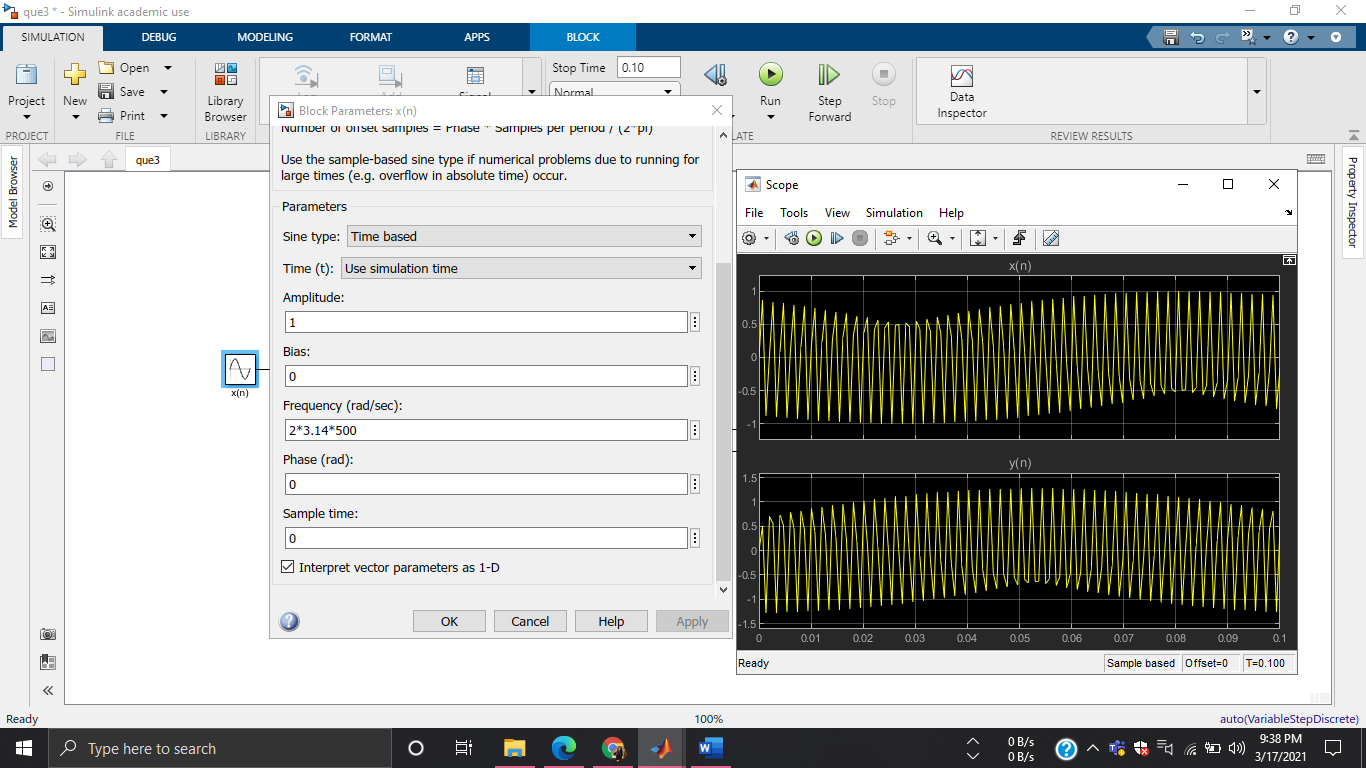 que3 * - Simulink academic use
SIMULATION DEBUG MODELING FORMAT APPS BLOCK
Project
New
Open
Save
Print
Library
Browser
Log
Add
Signal
Stop Time 0.10
Normal
Run
Step
Forward
Stop
Data
Inspector
PROJECT FILE LIBRARY LATE REVIEW RESULTS
Model Browser
que3
x(n)
Block Parameters: x(n)
Number of offset samples = Phase * Samples per period / (2*pi)
Use the sample-based sine type if numerical problems due to running for
large times (e.g. overflow in absolute time) occur.
Parameters
Sine type: Time based
Time (t): Use simulation time
Amplitude:
1
Bias:
0
Frequency (rad/sec):
2*3.14*500
Phase (rad):
0
Sample time:
0
Interpret vector parameters as 1-D
OK Cancel Help Apply
Scope
File Tools View Simulation Help
x(n)
1
0.5
0
-0.5
-1
y(n)
1.5
1
0.5
0
-0.5
-1
-1.5
0 0.01 0.02 0.03 0.04 0.05 0.06 0.07 0.08 0.09 0.1
Ready Sample based Offset=0 T=0.100
Property Inspector
Ready 100% auto(VariableStepDiscrete)
Type here to search
0 B/s
0 B/s
9:38 PM
3/17/2021